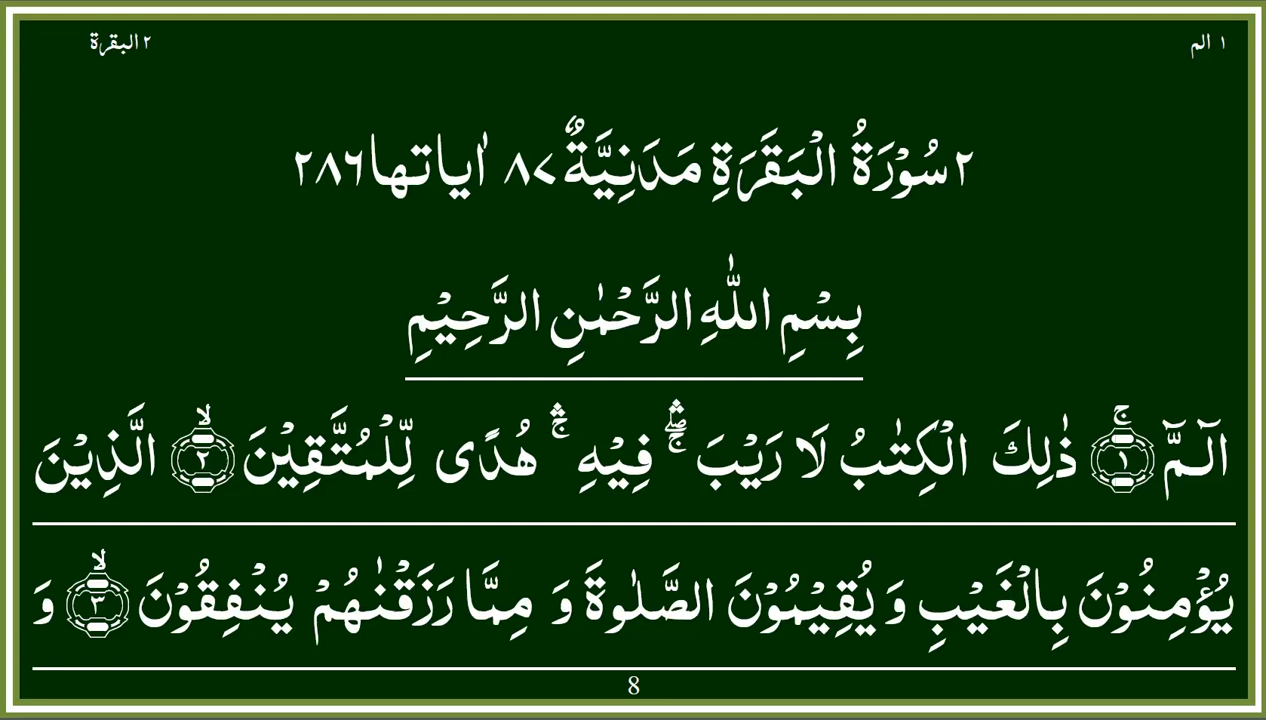 ١ الم
٢ البقرة
٢ سُوْرَةُ الْبَقَرَةِ مَدَنِيَّةٌ ٨٧ اٰیاتها ٢٨٦
بِسْمِ اللّٰهِ الرَّحْمٰنِ الرَّحِیْمِ
الٓمّٓ ۚ﴿١﴾ ذٰلِكَ الْكِتٰبُ لَا رَیْبَ ۛۖۚ فِیْهِ ۛۚ هُدًی لِّلْمُتَّقِیْنَ ۙ﴿٢﴾ الَّذِیْنَ
یُؤْمِنُوْنَ بِالْغَیْبِ وَ یُقِیْمُوْنَ الصَّلٰوةَ وَ مِمَّا رَزَقْنٰهُمْ یُنْفِقُوْنَ ۙ﴿٣﴾ وَ
8